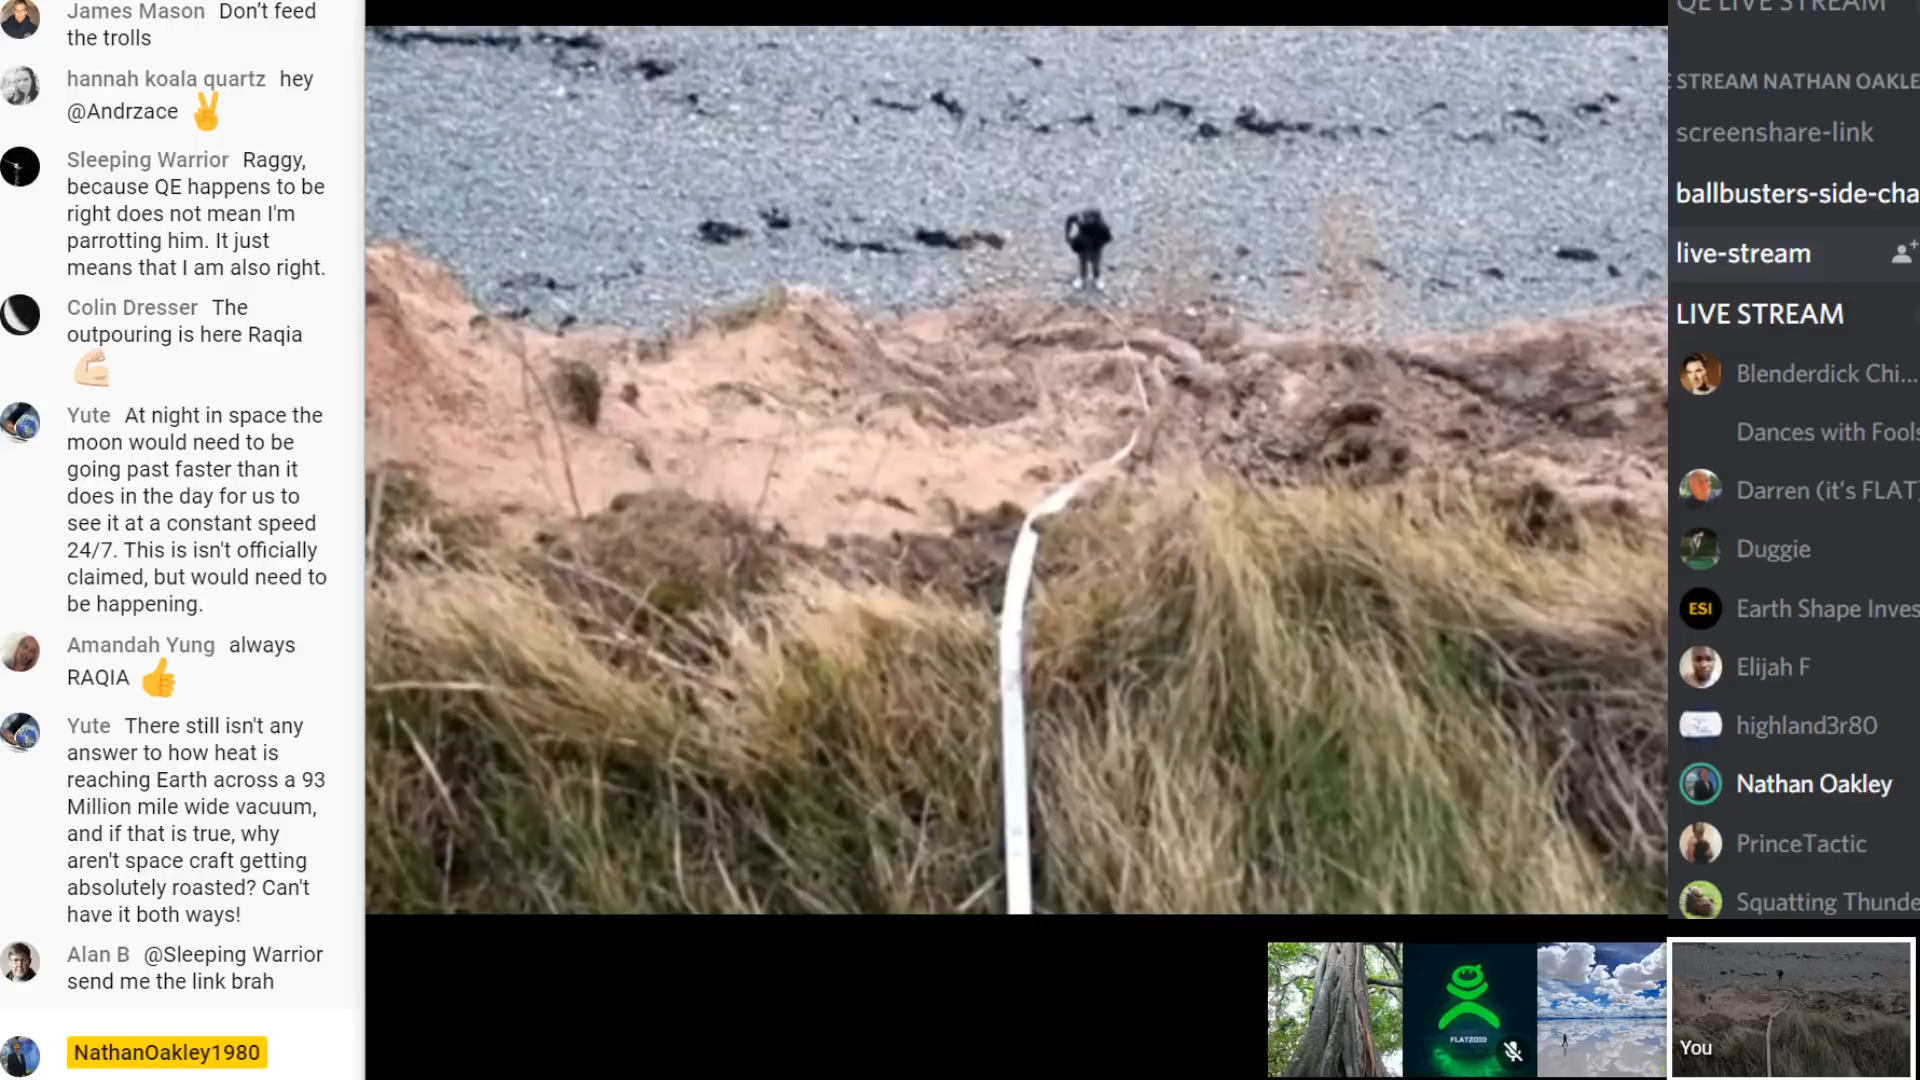 James Mason Don’t feed
the trolls
hannah koala quartz hey
@Andrzace
Sleeping Warrior Raggy,
because QE happens to be
right does not mean I'm
parrotting him. It just
means that I am also right.
Colin Dresser The
outpouring is here Raqia
Yute At night in space the
moon would need to be
going past faster than it
does in the day for us to
see it at a constant speed
24/7. This is isn't officially
claimed, but would need to
be happening.
Amandah Yung always
RAQIA
Yute There still isn't any
answer to how heat is
reaching Earth across a 93
Million mile wide vacuum,
and if that is true, why
aren't space craft getting
absolutely roasted? Can't
have it both ways!
Alan B @Sleeping Warrior
send me the link brah
NathanOakley1980
QE LIVE STREAM
STREAM NATHAN OAKLE
screenshare-link
ballbusters-side-cha
live-stream
LIVE STREAM
Blenderdick Chi...
Dances with Fools
Darren (it's FLAT
Duggie
ESI
Earth Shape Inves
Elijah F
highland3r80
Nathan Oakley
PrinceTactic
Squatting Thunde
FLATZOID
You